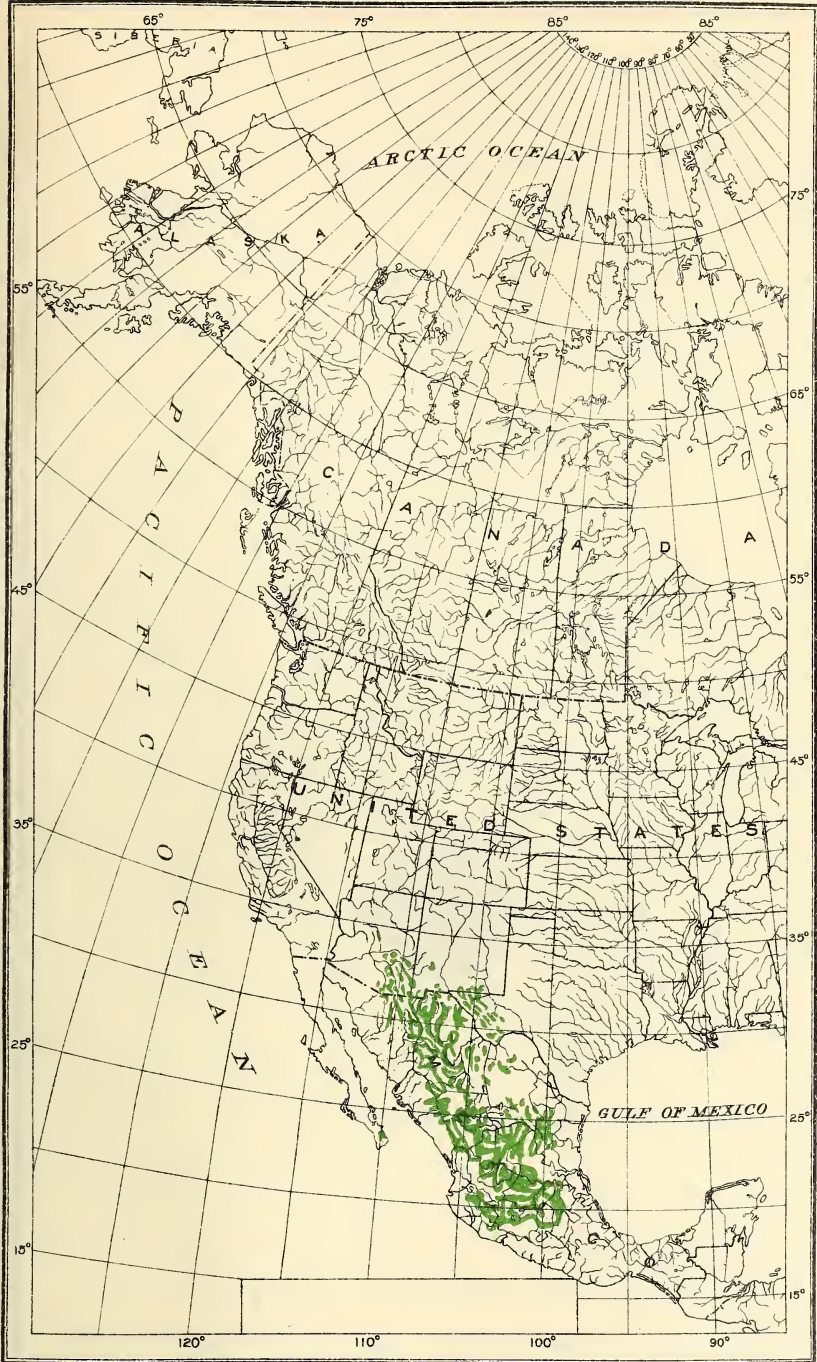 65° 75° 85° 85°
SIBERIA
ARCTIC OCEAN
75°
ALASKA
55°
65°
CANADA
PACIFIC OCEAN
55°
45°
45°
UNITED STATES
35°
35°
25°
GULF OF MEXICO
25°
15°
15°
120° 110° 100° 90°